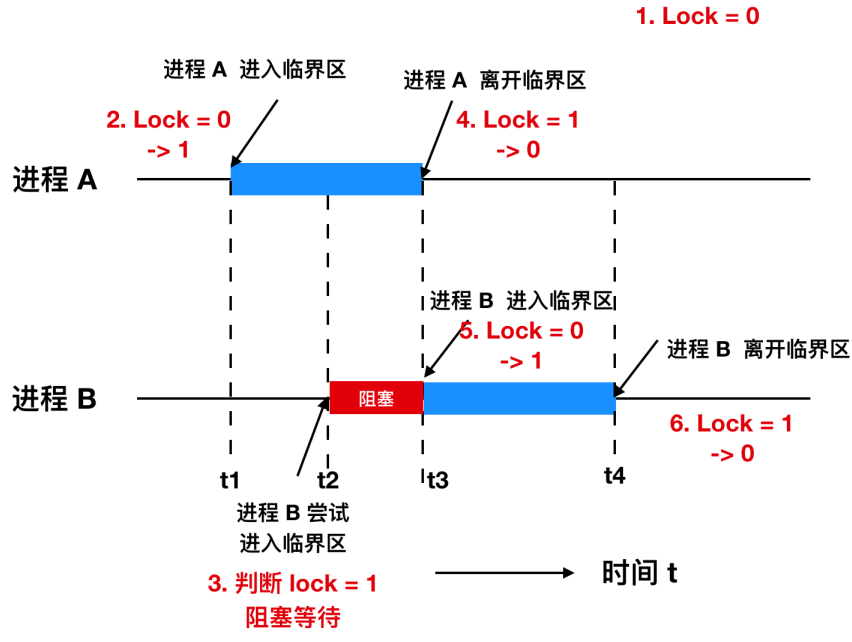 1. Lock = 0
进程 A 进入临界区
进程 A 离开临界区
2. Lock = 0
-> 1
4. Lock = 1
-> 0
进程 A
进程 B 进入临界区
5. Lock = 0
-> 1
进程 B 离开临界区
进程 B
阻塞
6. Lock = 1
-> 0
t1
t2
t3
t4
进程 B 尝试
进入临界区
3. 判断 lock = 1
阻塞等待
时间 t